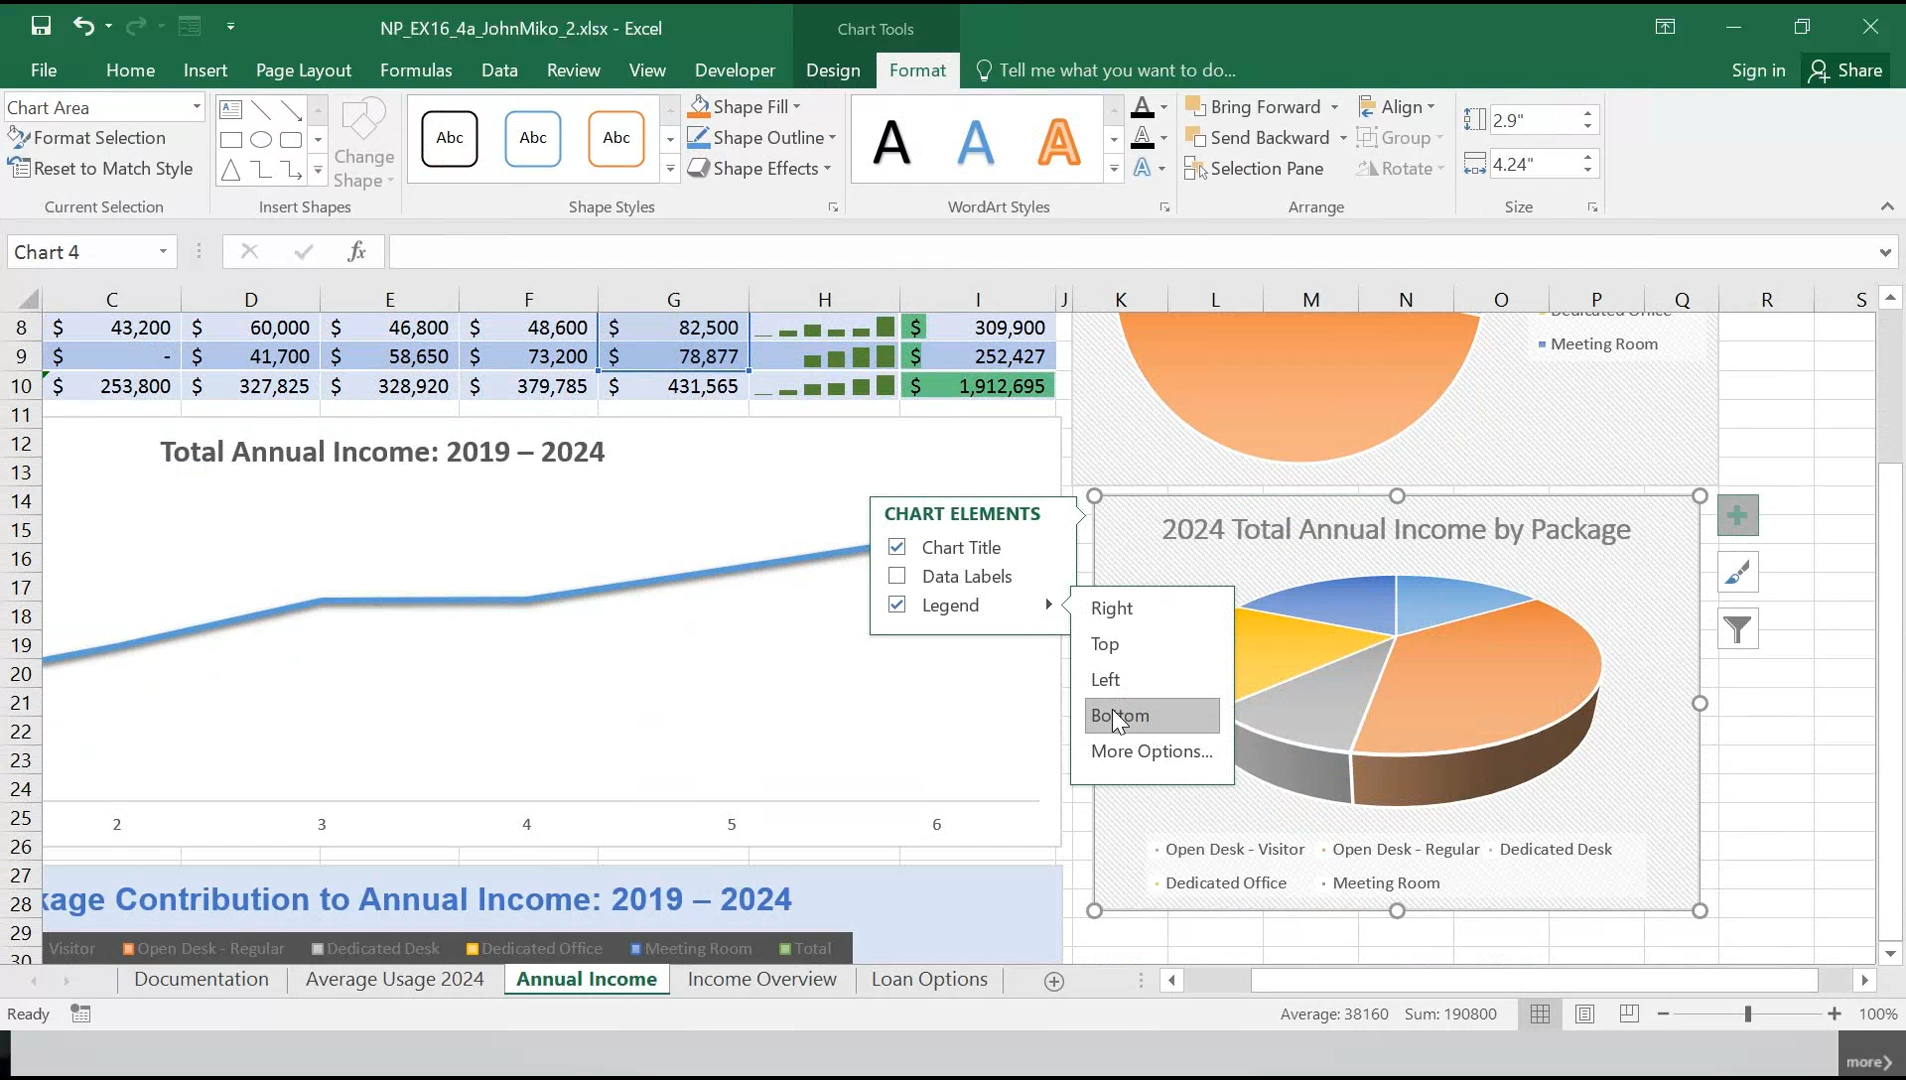 NP_EX16_4a_JohnMiko_2.xlsx - Excel
Chart Tools
File Home Insert Page Layout Formulas Data Review View Developer Design Format Tell me what you want to do... Sign in Share
Chart Area
Format Selection
Reset to Match Style
Current Selection
Change
Shape
Insert Shapes
Abc Abc Abc
Shape Fill
Shape Outline
Shape Effects
Shape Styles
A A A
WordArt Styles
Bring Forward
Send Backward
Selection Pane
Align
Group
Rotate
Arrange
2.9"
4.24"
Size
Chart 4 fx
C D E F G H I J K L M N O P Q R S
8 $ 43,200 $ 60,000 $ 46,800 $ 48,600 $ 82,500 $ 309,900
9 $ - $ 41,700 $ 58,650 $ 73,200 $ 78,877 $ 252,427
10 $ 253,800 $ 327,825 $ 328,920 $ 379,785 $ 431,565 $ 1,912,695
11
12
13
14
15
16
17
18
19
20
21
22
23
24
25
26
27
28
29
30
Total Annual Income: 2019 – 2024
2 3 4 5 6
kage Contribution to Annual Income: 2019 – 2024
Visitor Open Desk - Regular Dedicated Desk Dedicated Office Meeting Room Total
Meeting Room
CHART ELEMENTS
Chart Title
Data Labels
Legend
Right
Top
Left
Bottom
More Options...
2024 Total Annual Income by Package
Open Desk - Visitor Open Desk - Regular Dedicated Desk
Dedicated Office Meeting Room
Documentation Average Usage 2024 Annual Income Income Overview Loan Options
Ready Average: 38160 Sum: 190800 100%
more